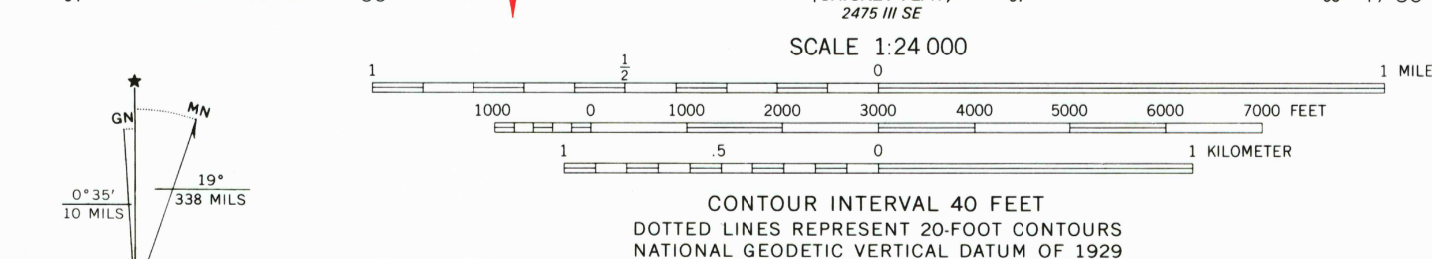 2475 III SE
SCALE 1:24 000
1 1/2 0 1 MILE
1000 0 1000 2000 3000 4000 5000 6000 7000 FEET
1 .5 0 1 KILOMETER
CONTOUR INTERVAL 40 FEET
DOTTED LINES REPRESENT 20-FOOT CONTOURS
NATIONAL GEODETIC VERTICAL DATUM OF 1929
★
GN
MN
0°35'
10 MILS
19°
338 MILS